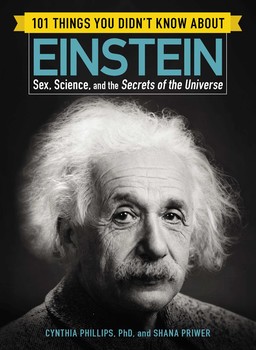 101 THINGS YOU DIDN'T KNOW ABOUT
EINSTEIN
Sex, Science, and the Secrets of the Universe
CYNTHIA PHILLIPS, PhD, and SHANA PRIWER